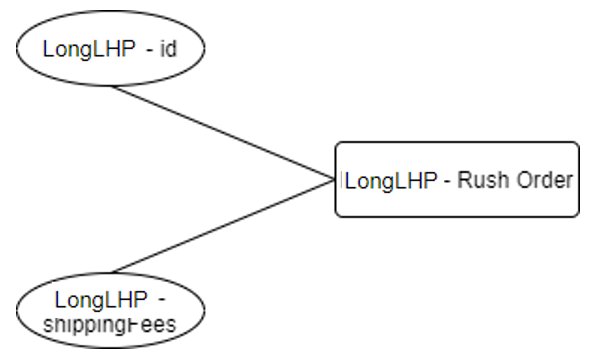 LongLHP - id
LongLHP - Rush Order
LongLHP -
shippingFees